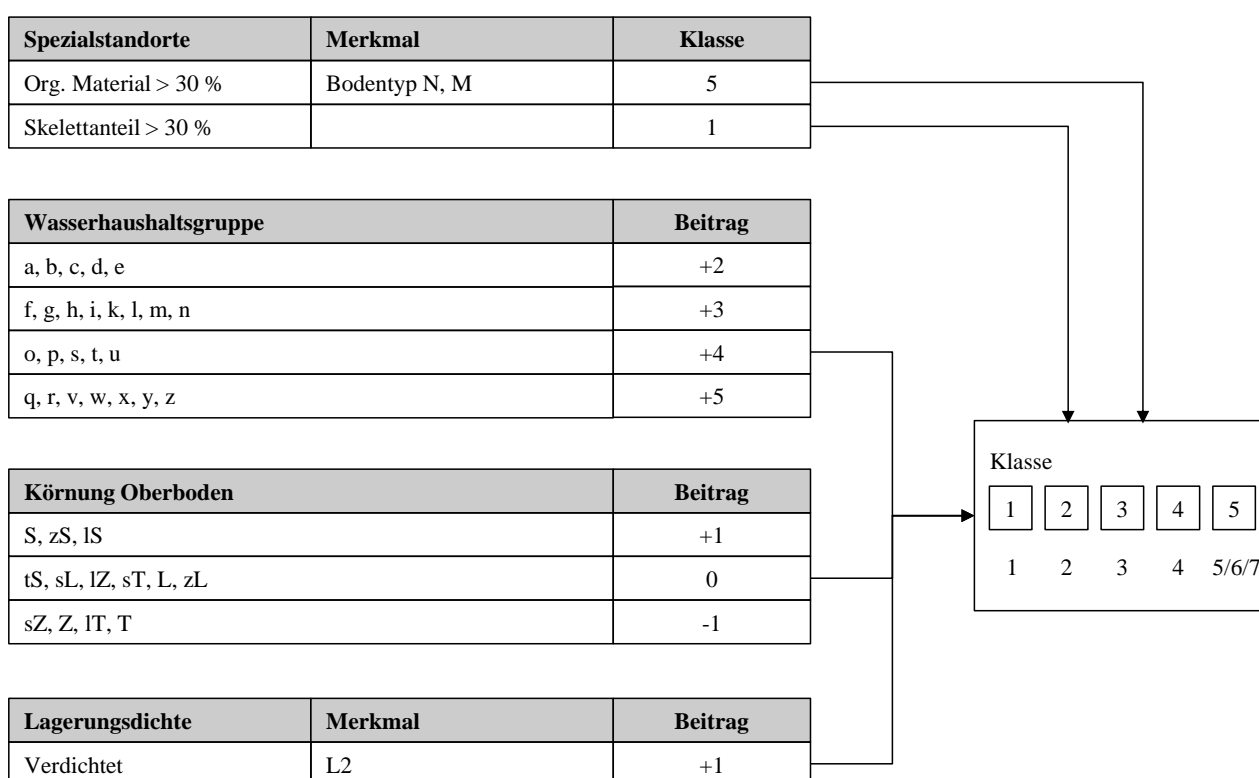 Spezialstandorte Merkmal Klasse
Org. Material > 30 % Bodentyp N, M 5
Skelettanteil > 30 % 1
Wasserhaushaltsgruppe Beitrag
a, b, c, d, e +2
f, g, h, i, k, l, m, n +3
o, p, s, t, u +4
q, r, v, w, x, y, z +5
Körnung Oberboden Beitrag
S, zS, lS +1
tS, sL, lZ, sT, L, zL 0
sZ, Z, lT, T -1
Lagerungsdichte Merkmal Beitrag
Verdichtet L2 +1
Klasse
1 2 3 4 5
1 2 3 4 5/6/7